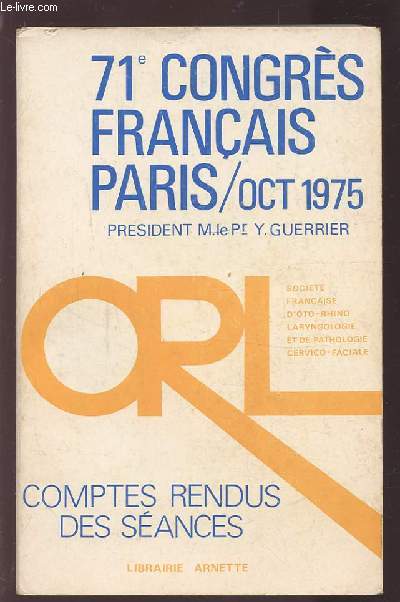 Le-Livre.com
71e CONGRÈS
FRANÇAIS
PARIS/OCT 1975
PRESIDENT M.le Pr Y. GUERRIER
ORL
SOCIETE
FRANÇAISE
D'OTO-RHINO
LARYNGOLOGIE
ET DE PATHOLOGIE
CERVICO-FACIALE
COMPTES RENDUS
DES SÉANCES
LIBRAIRIE ARNETTE